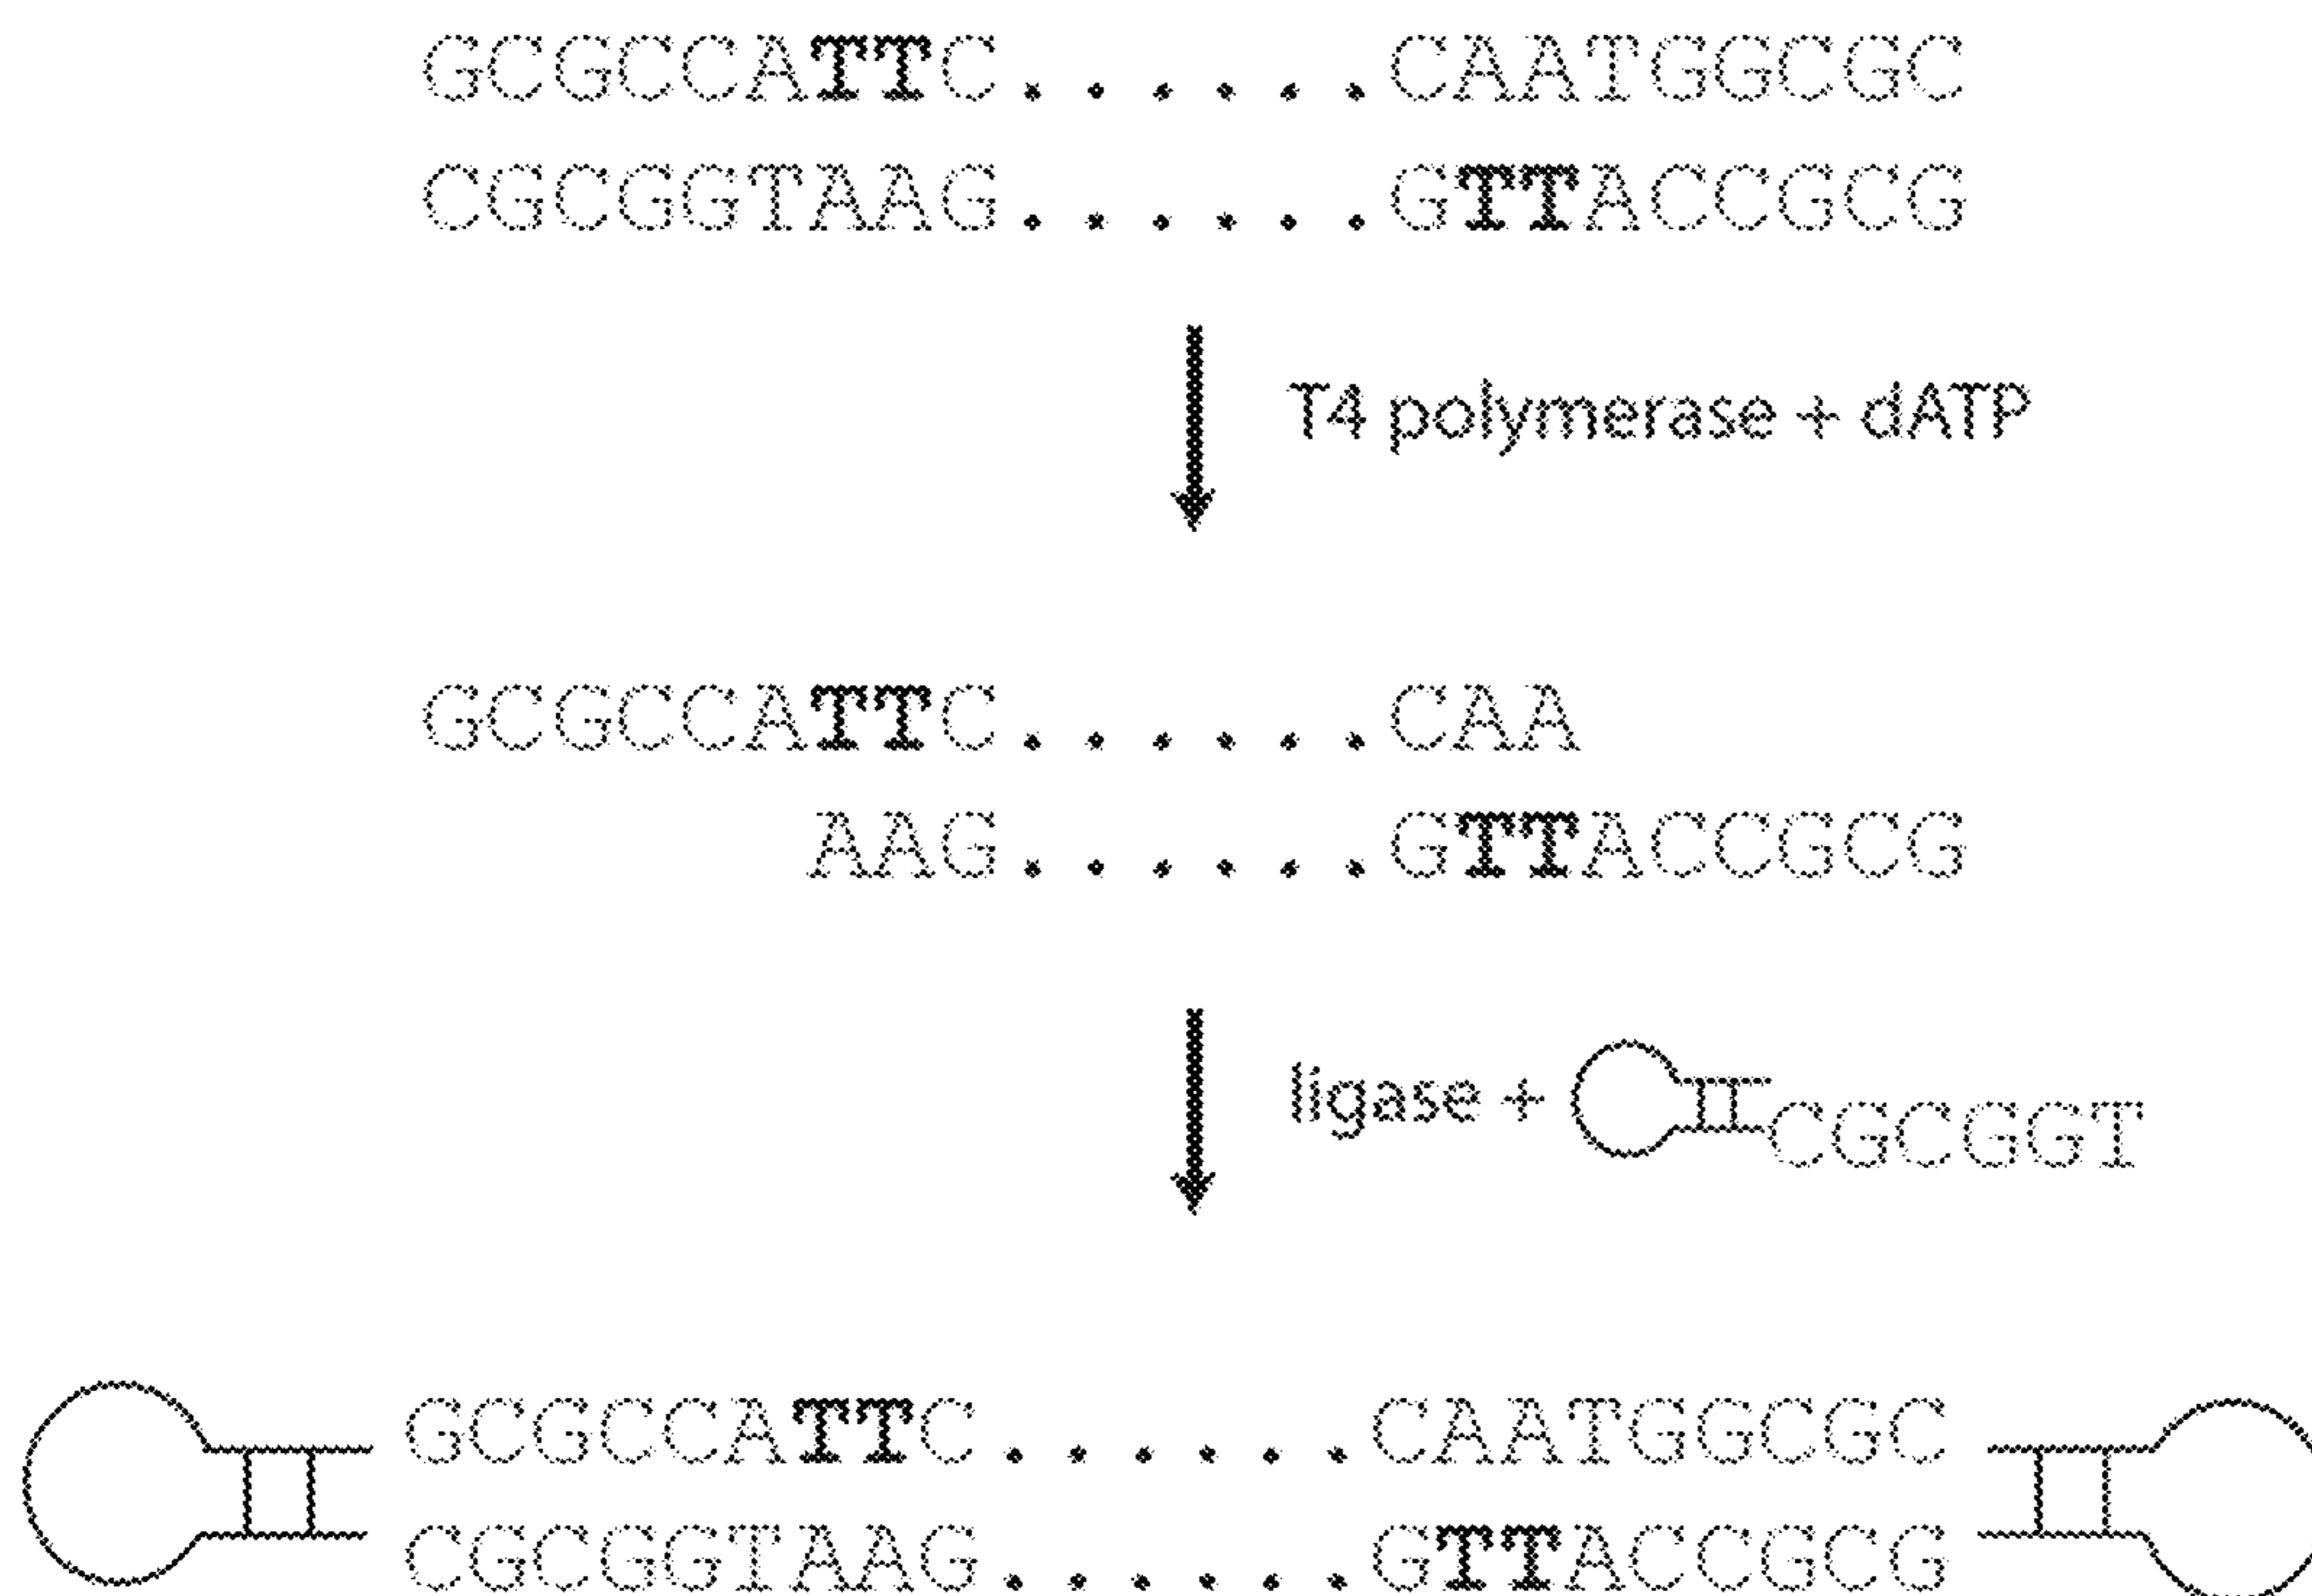 GCGCCATTC......CAATGGCGC
CGCGGTAAG......GTTACCGCG
T4 polymerase + dATP
GCGCCATTC......CAA
AAG......GTTACCGCG
ligase + CGCGGT
GCGCCATTC......CAATGGCGC
CGCGGTAAG......GTTACCGCG